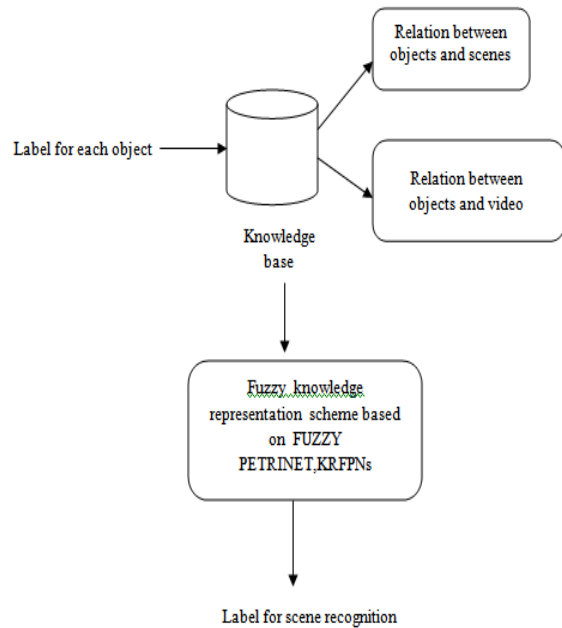 Relation between
objects and scenes
Label for each object
Relation between
objects and video
Knowledge
base
Fuzzy knowledge
representation scheme based
on FUZZY
PETRINET,KRFPNs
Label for scene recognition